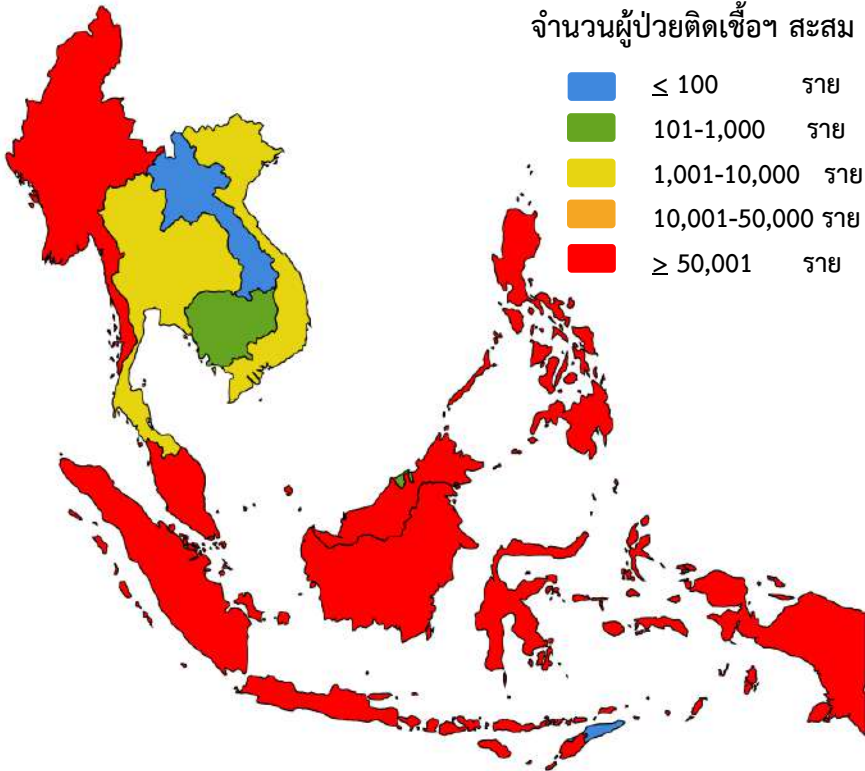 จำนวนผู้ป่วยติดเชื้อฯ สะสม
≤ 100 ราย
101-1,000 ราย
1,001-10,000 ราย
10,001-50,000 ราย
≥ 50,001 ราย